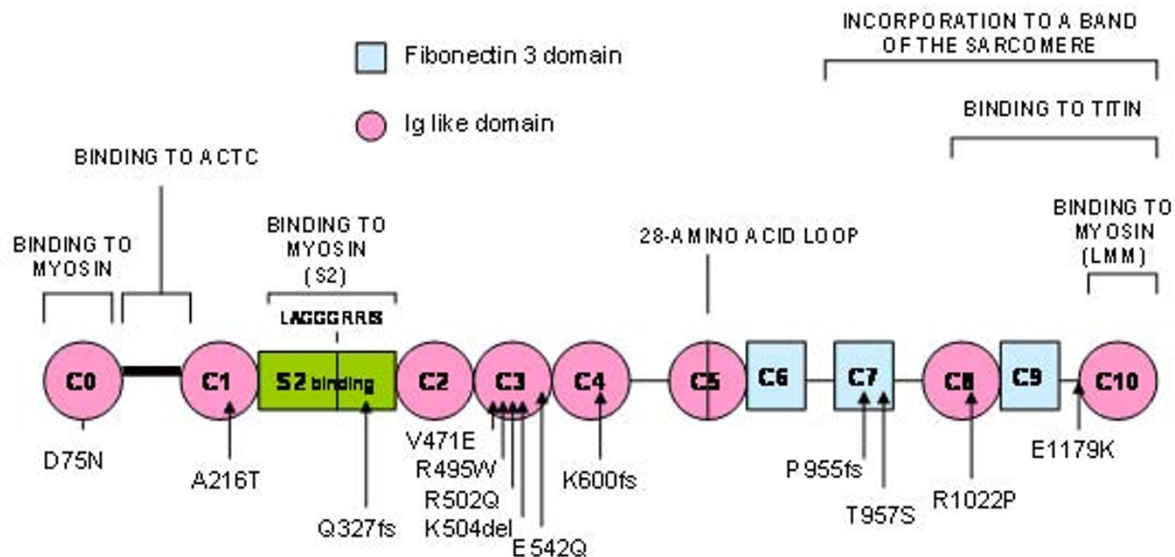 INCORPORATION TO A BAND
OF THE SARCOMERE
Fibonectin 3 domain
BINDING TO TITIN
Ig like domain
BINDING TO ACTC
BINDING TO
MYOSIN
BINDING TO
MYOSIN
(S2)
28-AMINO ACID LOOP
BINDING TO
MYOSIN
(LMM)
LAGGGRRIS
C0
C1
S2 binding
C2
C3
C4
C5
C6
C7
C8
C9
C10
D75N
A216T
Q327fs
V471E
R495W
R502Q
K504del
E542Q
K600fs
P955fs
T957S
R1022P
E1179K